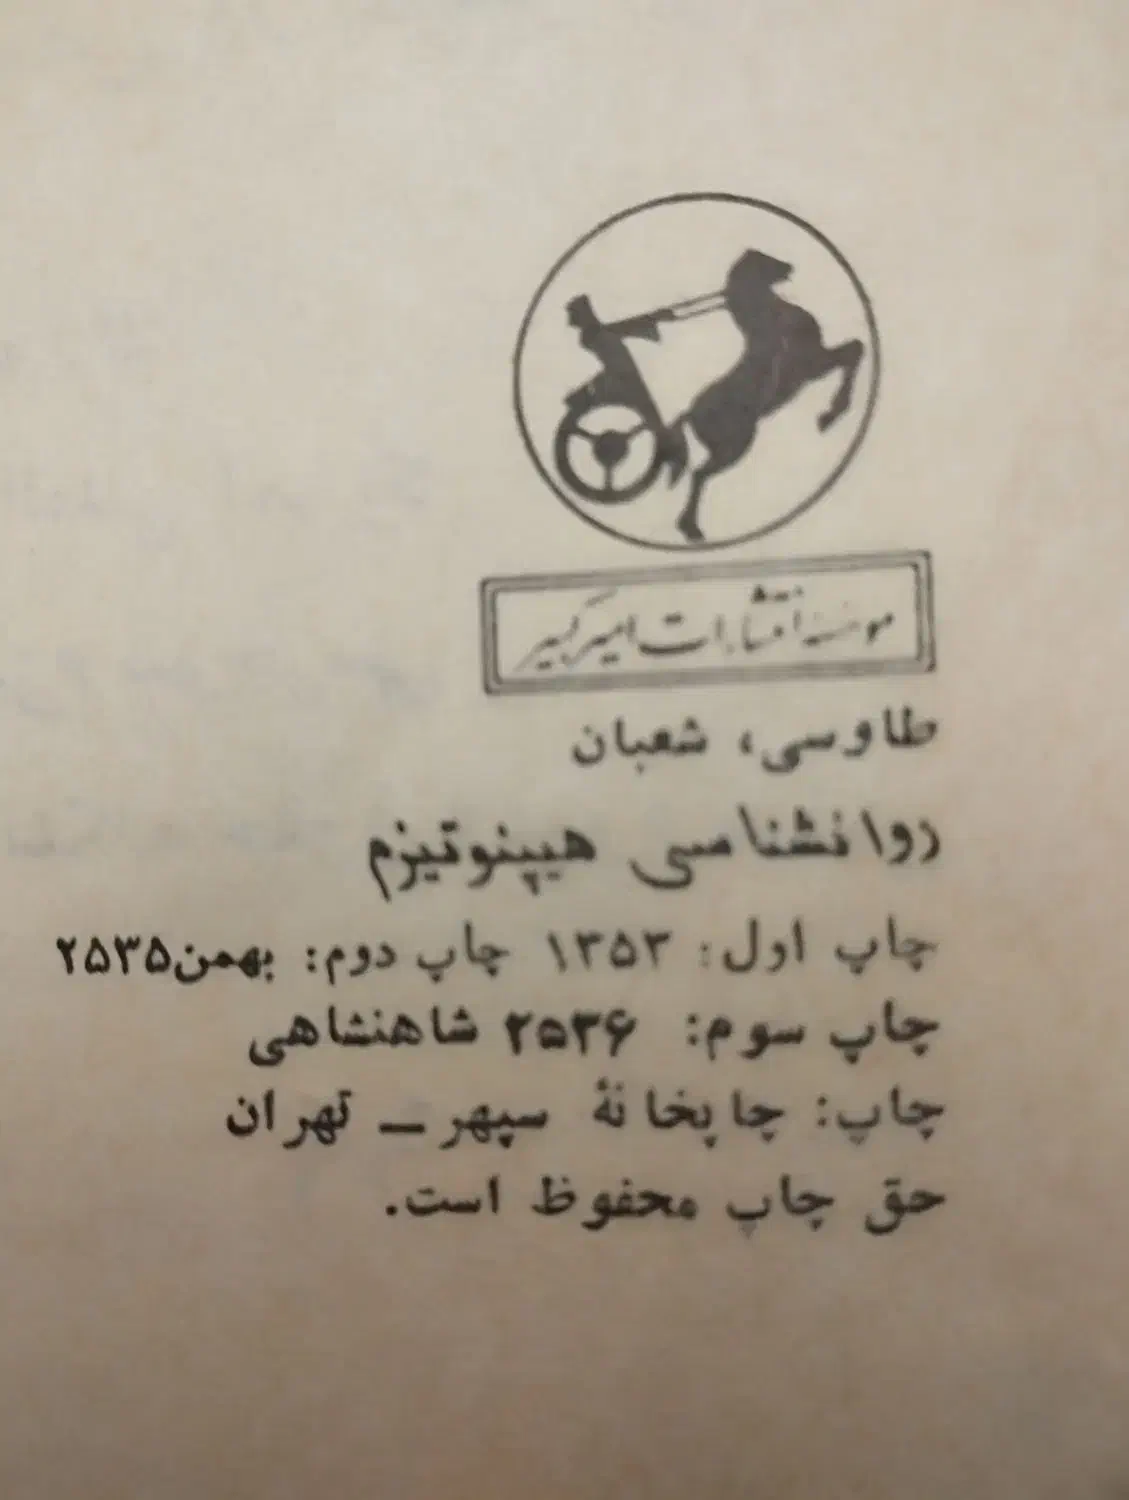 موسسه انتشارات امیرکبیر
طاوسی، شعبان
روانشناسی هیپنوتیزم
چاپ اول: ۱۳۵۳ چاپ دوم: بهمن۲۵۳۵
چاپ سوم: ۲۵۳۶ شاهنشاهی
چاپ: چاپخانهٔ سپهر ــ تهران
حق چاپ محفوظ است.